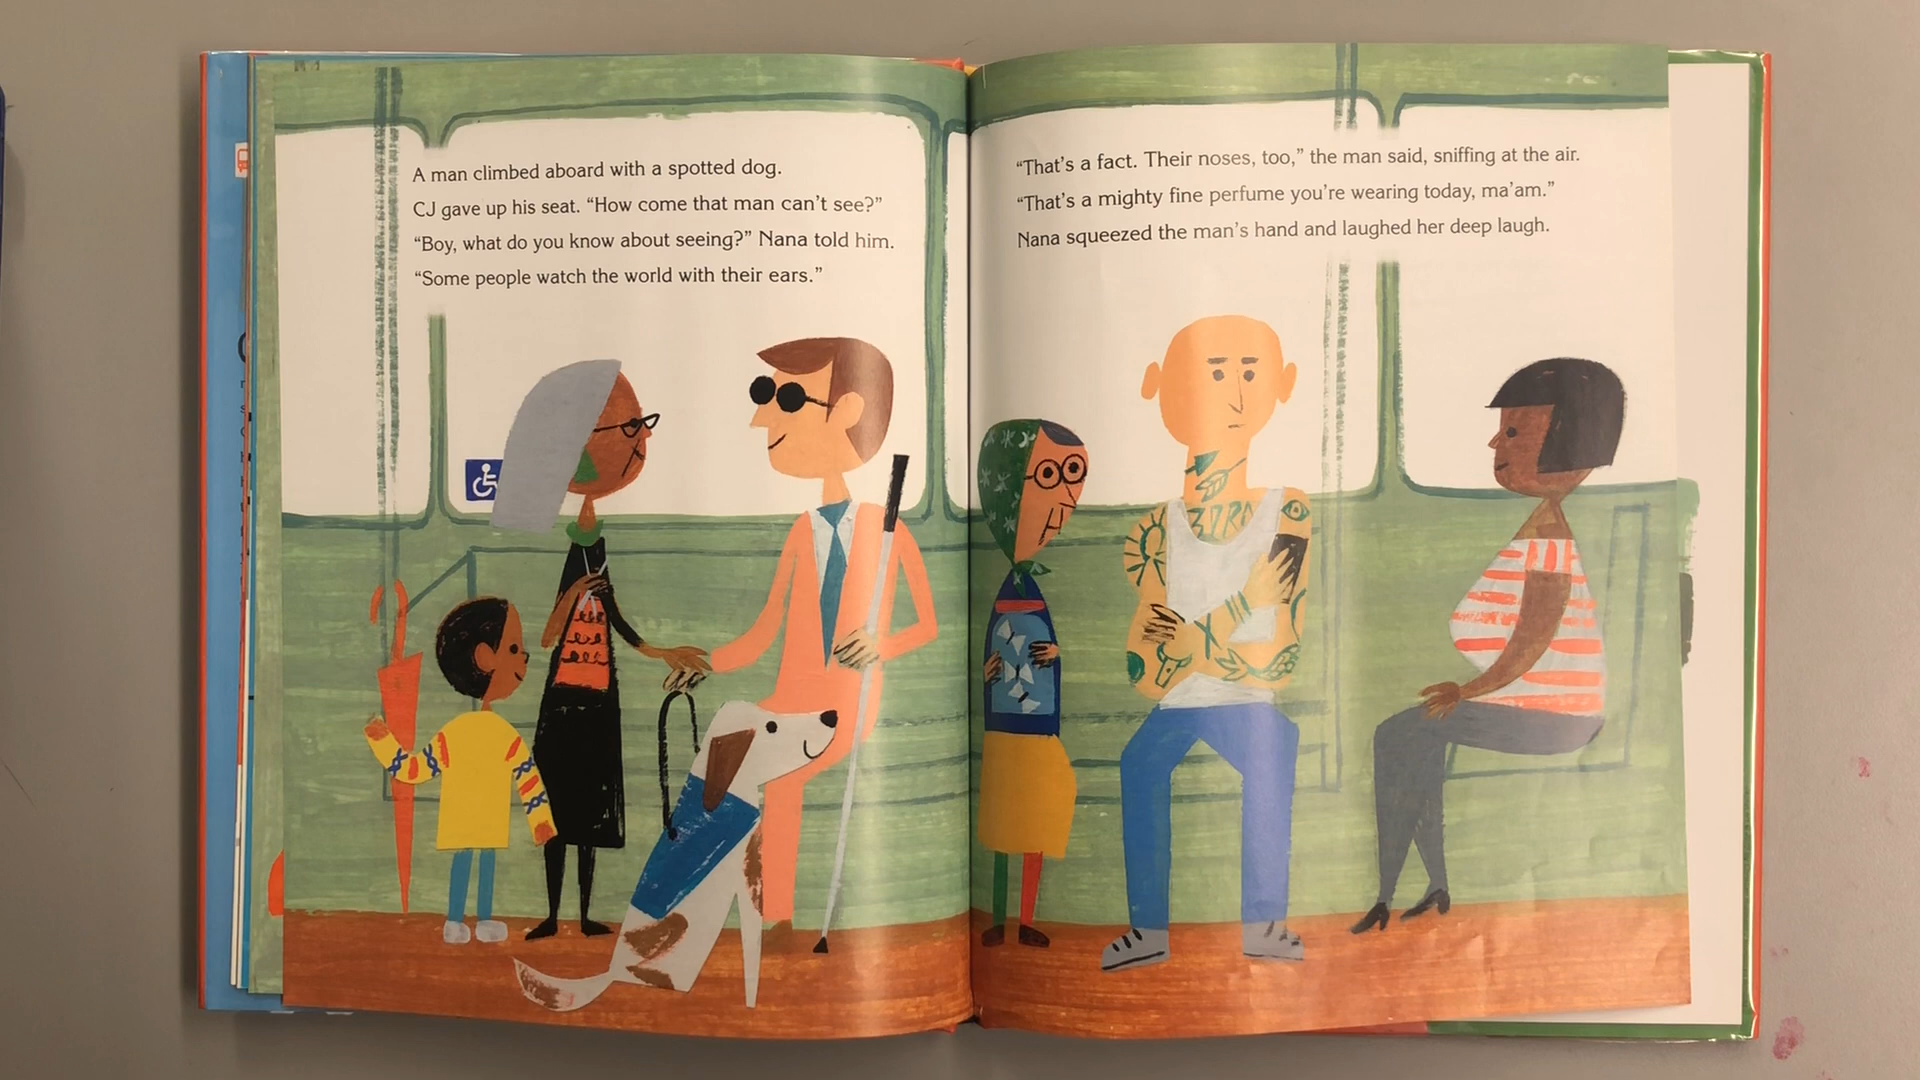 A man climbed aboard with a spotted dog.
CJ gave up his seat. “How come that man can’t see?”
“Boy, what do you know about seeing?” Nana told him.
“Some people watch the world with their ears.”
“That’s a fact. Their noses, too,” the man said, sniffing at the air.
“That’s a mighty fine perfume you’re wearing today, ma’am.”
Nana squeezed the man’s hand and laughed her deep laugh.